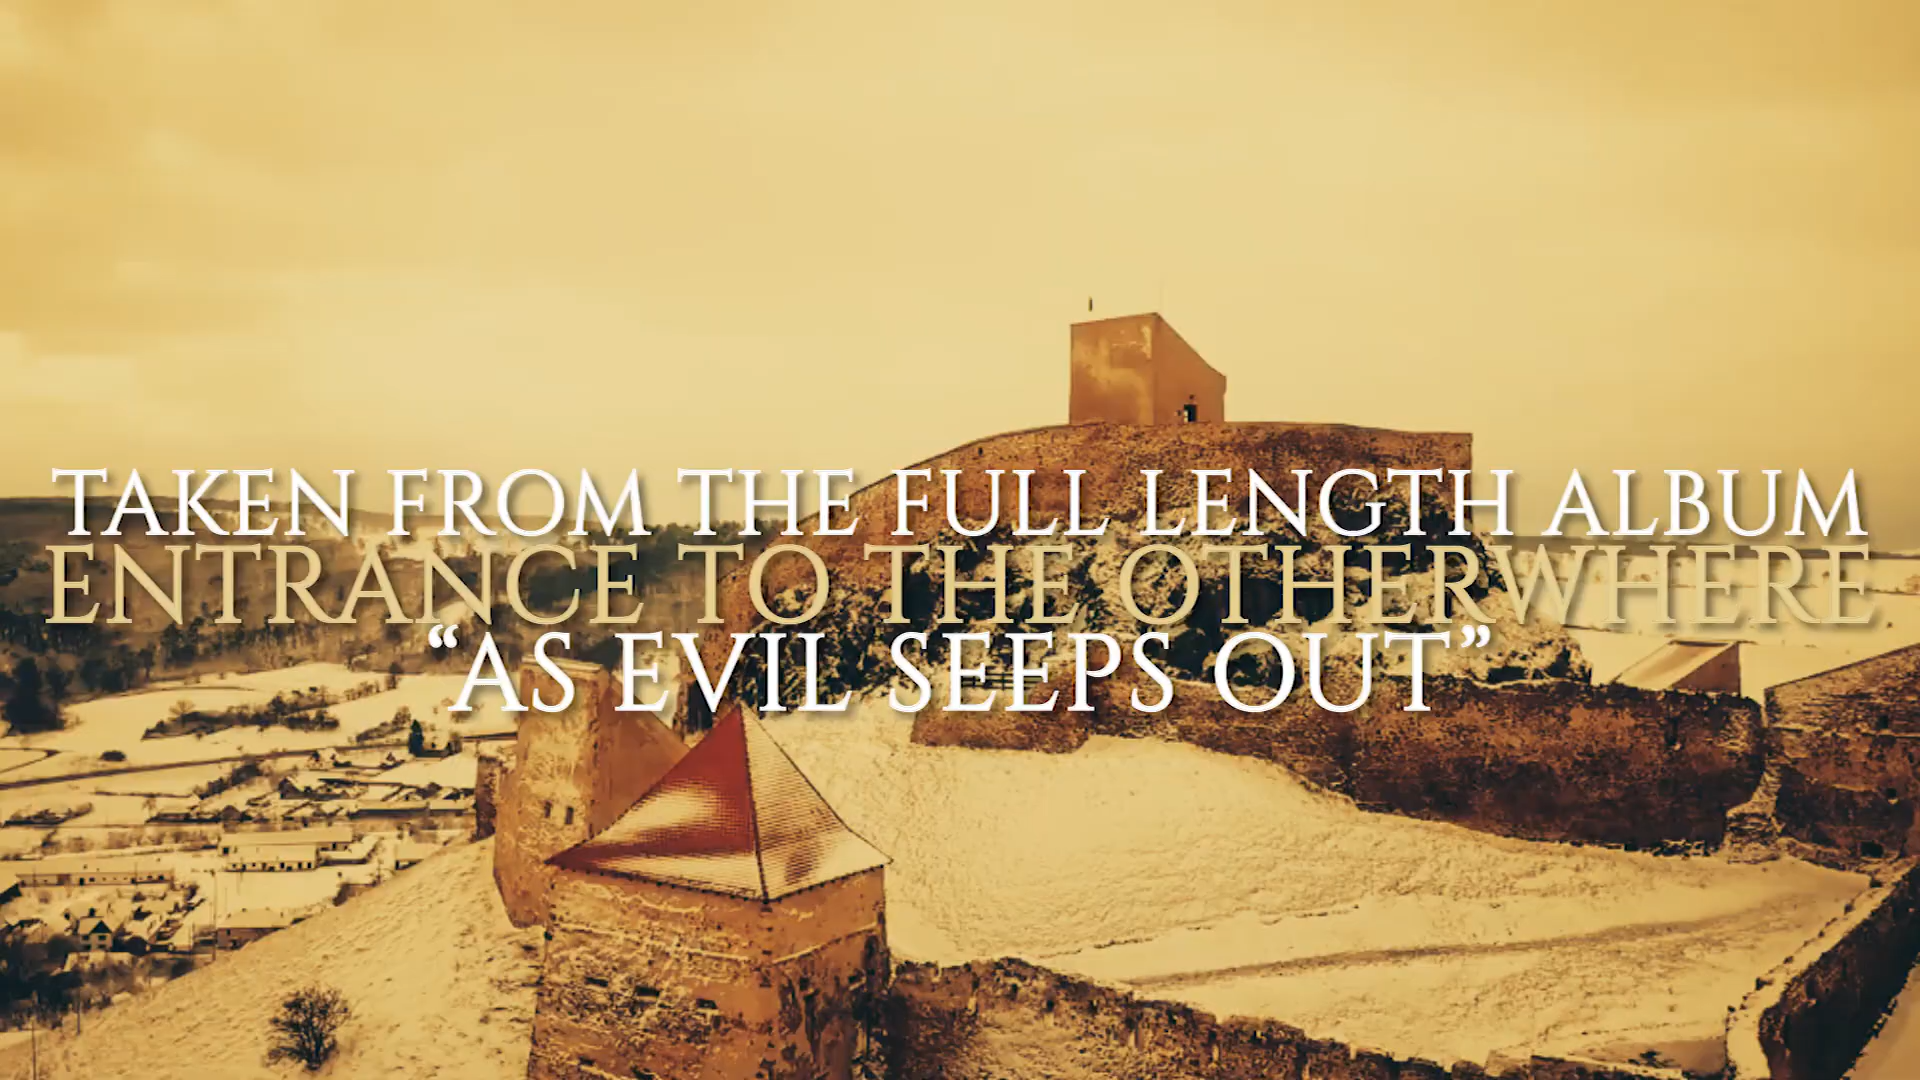 TAKEN FROM THE FULL LENGTH ALBUM
ENTRANCE TO THE OTHERWHERE
“AS EVIL SEEPS OUT”